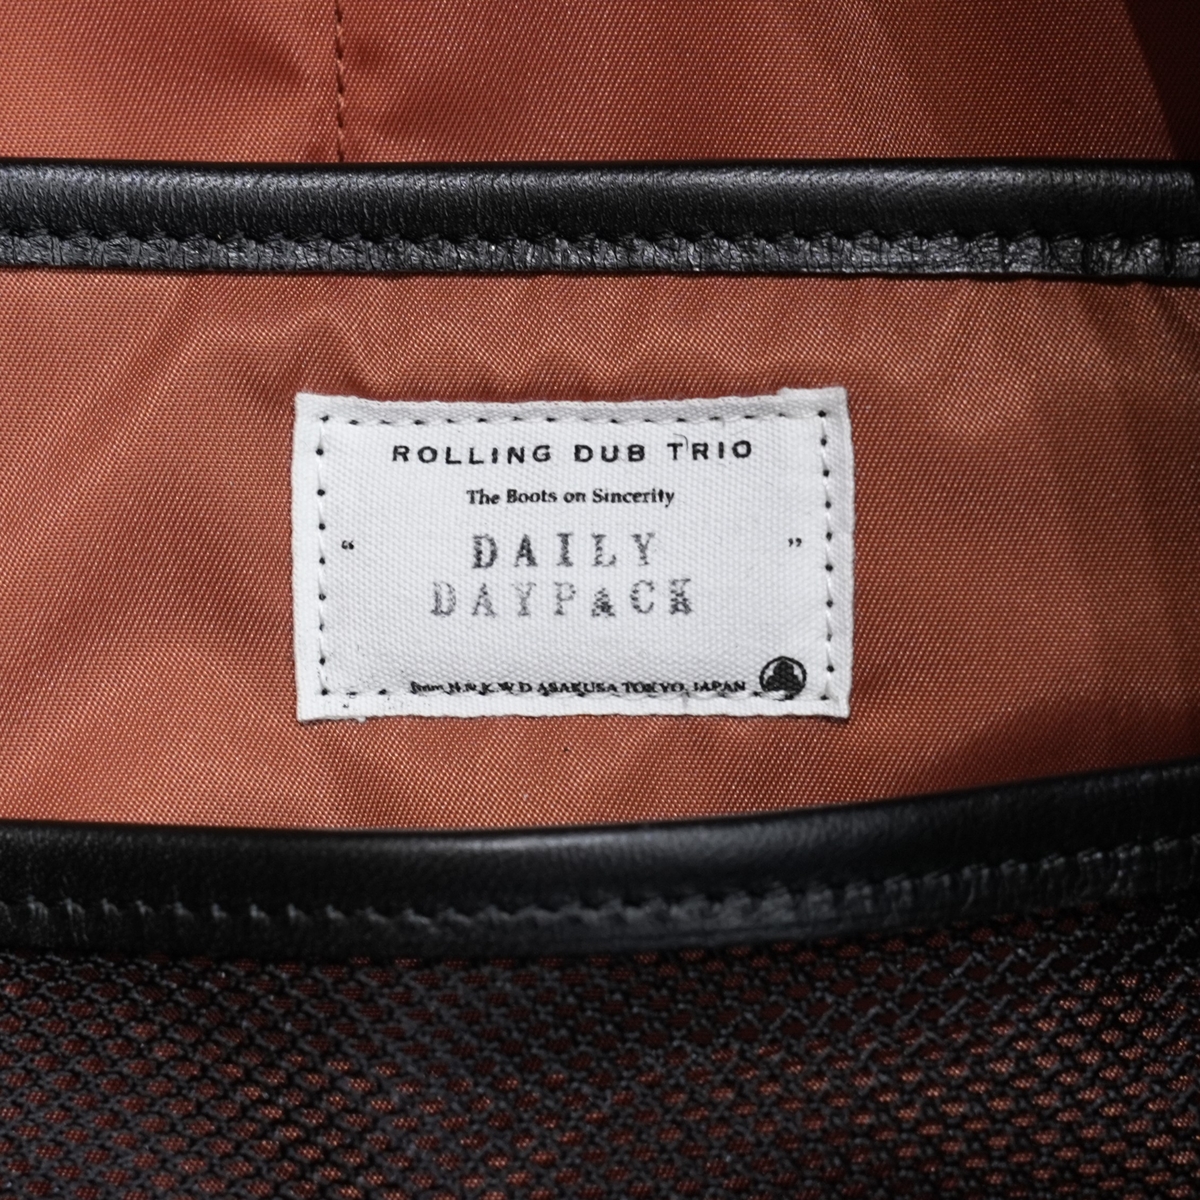 ROLLING DUB TRIO
The Boots on Sincerity
“ DAILY ”
DAYPACK
from W.D ASAKUSA TOKYO, JAPAN